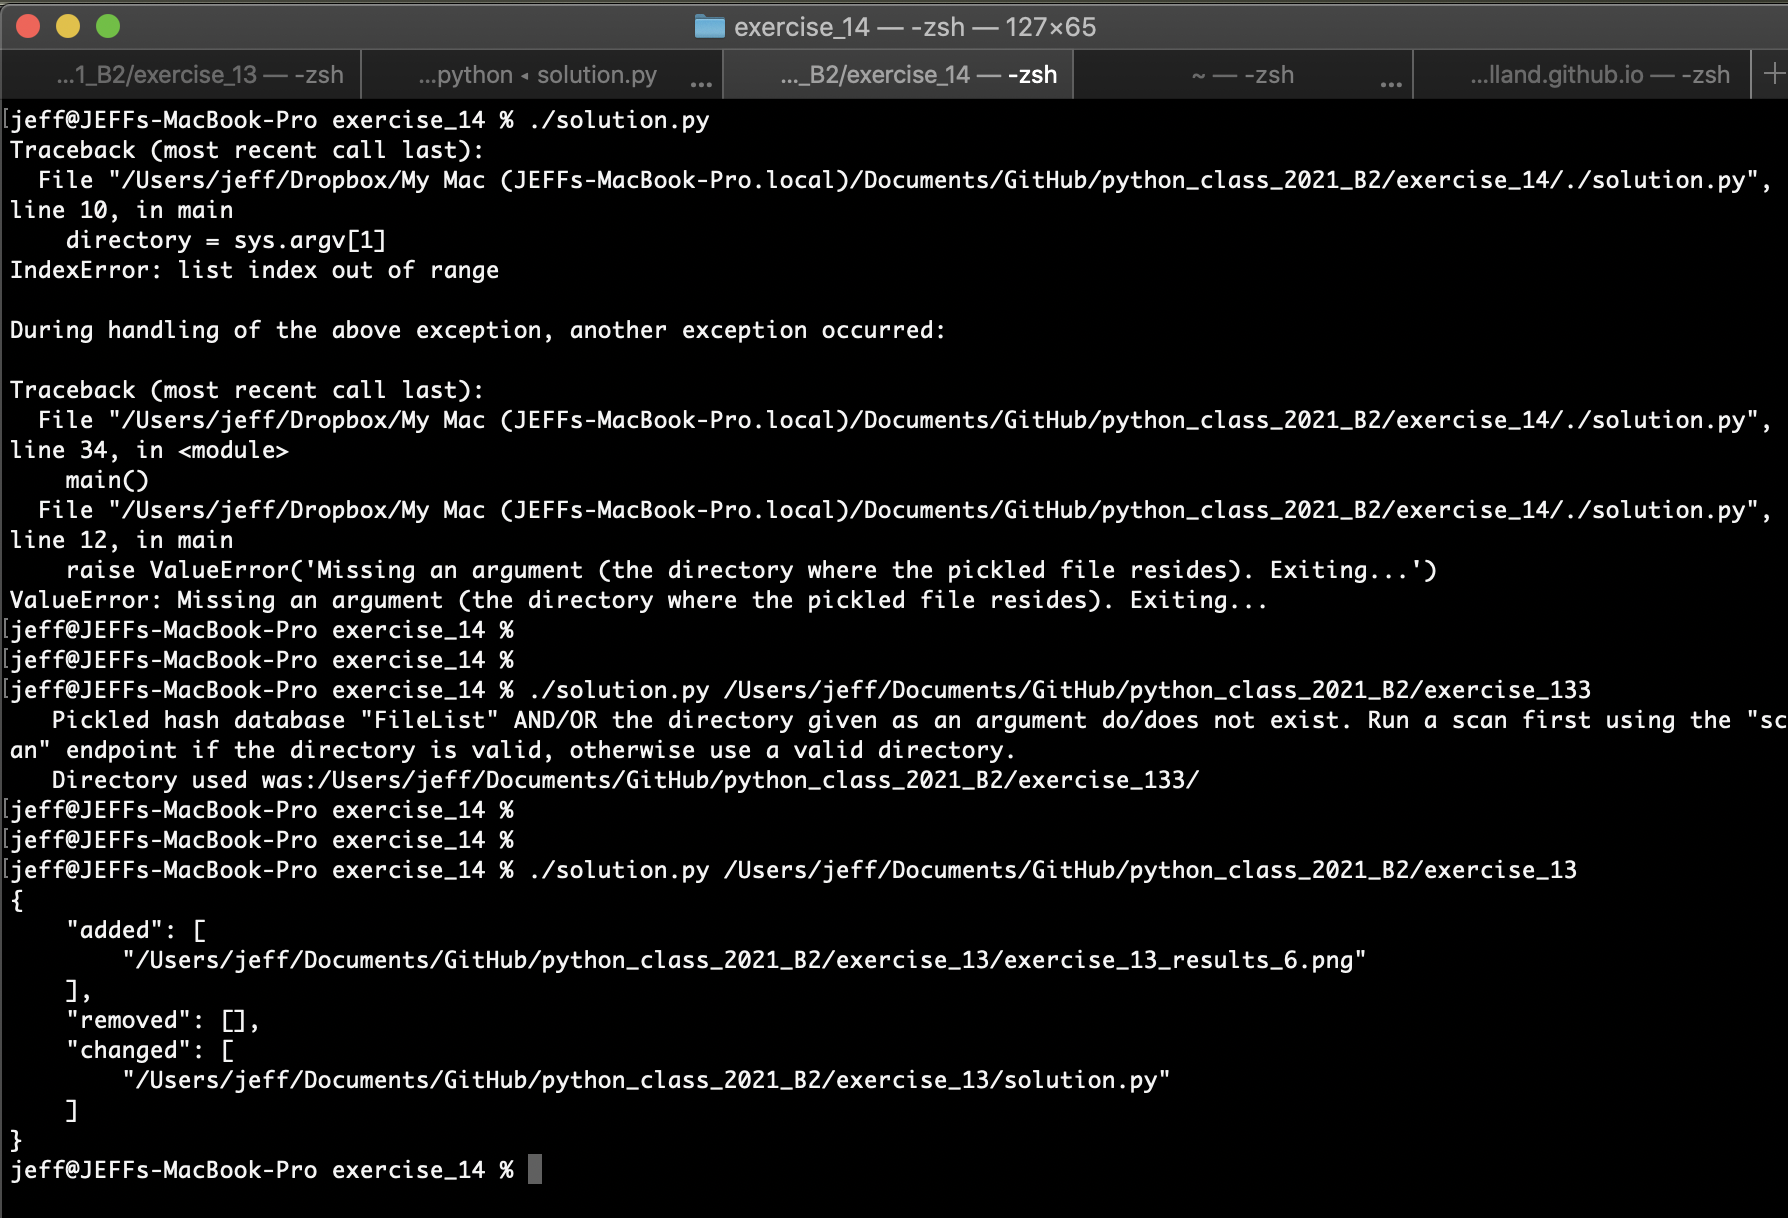 exercise_14 — -zsh — 127×65
...1_B2/exercise_13 — -zsh ...python ◂ solution.py ... ..._B2/exercise_14 — -zsh ~ — -zsh ... ...lland.github.io — -zsh +
[jeff@JEFFs-MacBook-Pro exercise_14 % ./solution.py
Traceback (most recent call last):
  File "/Users/jeff/Dropbox/My Mac (JEFFs-MacBook-Pro.local)/Documents/GitHub/python_class_2021_B2/exercise_14/./solution.py",
line 10, in main
    directory = sys.argv[1]
IndexError: list index out of range
During handling of the above exception, another exception occurred:
Traceback (most recent call last):
  File "/Users/jeff/Dropbox/My Mac (JEFFs-MacBook-Pro.local)/Documents/GitHub/python_class_2021_B2/exercise_14/./solution.py",
line 34, in <module>
    main()
  File "/Users/jeff/Dropbox/My Mac (JEFFs-MacBook-Pro.local)/Documents/GitHub/python_class_2021_B2/exercise_14/./solution.py",
line 12, in main
    raise ValueError('Missing an argument (the directory where the pickled file resides). Exiting...')
ValueError: Missing an argument (the directory where the pickled file resides). Exiting...
[jeff@JEFFs-MacBook-Pro exercise_14 %
[jeff@JEFFs-MacBook-Pro exercise_14 %
[jeff@JEFFs-MacBook-Pro exercise_14 % ./solution.py /Users/jeff/Documents/GitHub/python_class_2021_B2/exercise_133
   Pickled hash database "FileList" AND/OR the directory given as an argument do/does not exist. Run a scan first using the "sc
an" endpoint if the directory is valid, otherwise use a valid directory.
   Directory used was:/Users/jeff/Documents/GitHub/python_class_2021_B2/exercise_133/
[jeff@JEFFs-MacBook-Pro exercise_14 %
[jeff@JEFFs-MacBook-Pro exercise_14 %
[jeff@JEFFs-MacBook-Pro exercise_14 % ./solution.py /Users/jeff/Documents/GitHub/python_class_2021_B2/exercise_13
{
    "added": [
        "/Users/jeff/Documents/GitHub/python_class_2021_B2/exercise_13/exercise_13_results_6.png"
    ],
    "removed": [],
    "changed": [
        "/Users/jeff/Documents/GitHub/python_class_2021_B2/exercise_13/solution.py"
    ]
}
jeff@JEFFs-MacBook-Pro exercise_14 %